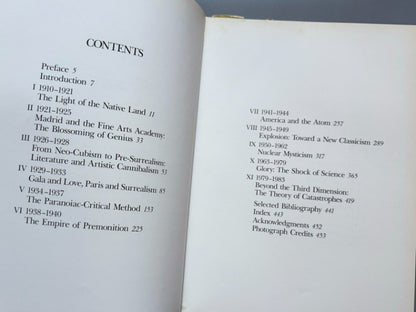 CONTENTS
Preface 5
Introduction 7
I 1910–1921
The Light of the Native Land 11
II 1921–1925
Madrid and the Fine Arts Academy:
The Blossoming of Genius 33
III 1926–1928
From Neo-Cubism to Pre-Surrealism:
Literature and Artistic Cannibalism 53
IV 1929–1933
Gala and Love, Paris and Surrealism 85
V 1934–1937
The Paranoiac-Critical Method 153
VI 1938–1940
The Empire of Premonition 225
VII 1941–1944
America and the Atom 257
VIII 1945–1949
Explosion: Toward a New Classicism 289
IX 1950–1962
Nuclear Mysticism 317
X 1963–1979
Glory: The Shock of Science 365
XI 1979–1983
Beyond the Third Dimension:
The Theory of Catastrophes 419
Selected Bibliography 441
Index 443
Acknowledgments 452
Photograph Credits 453